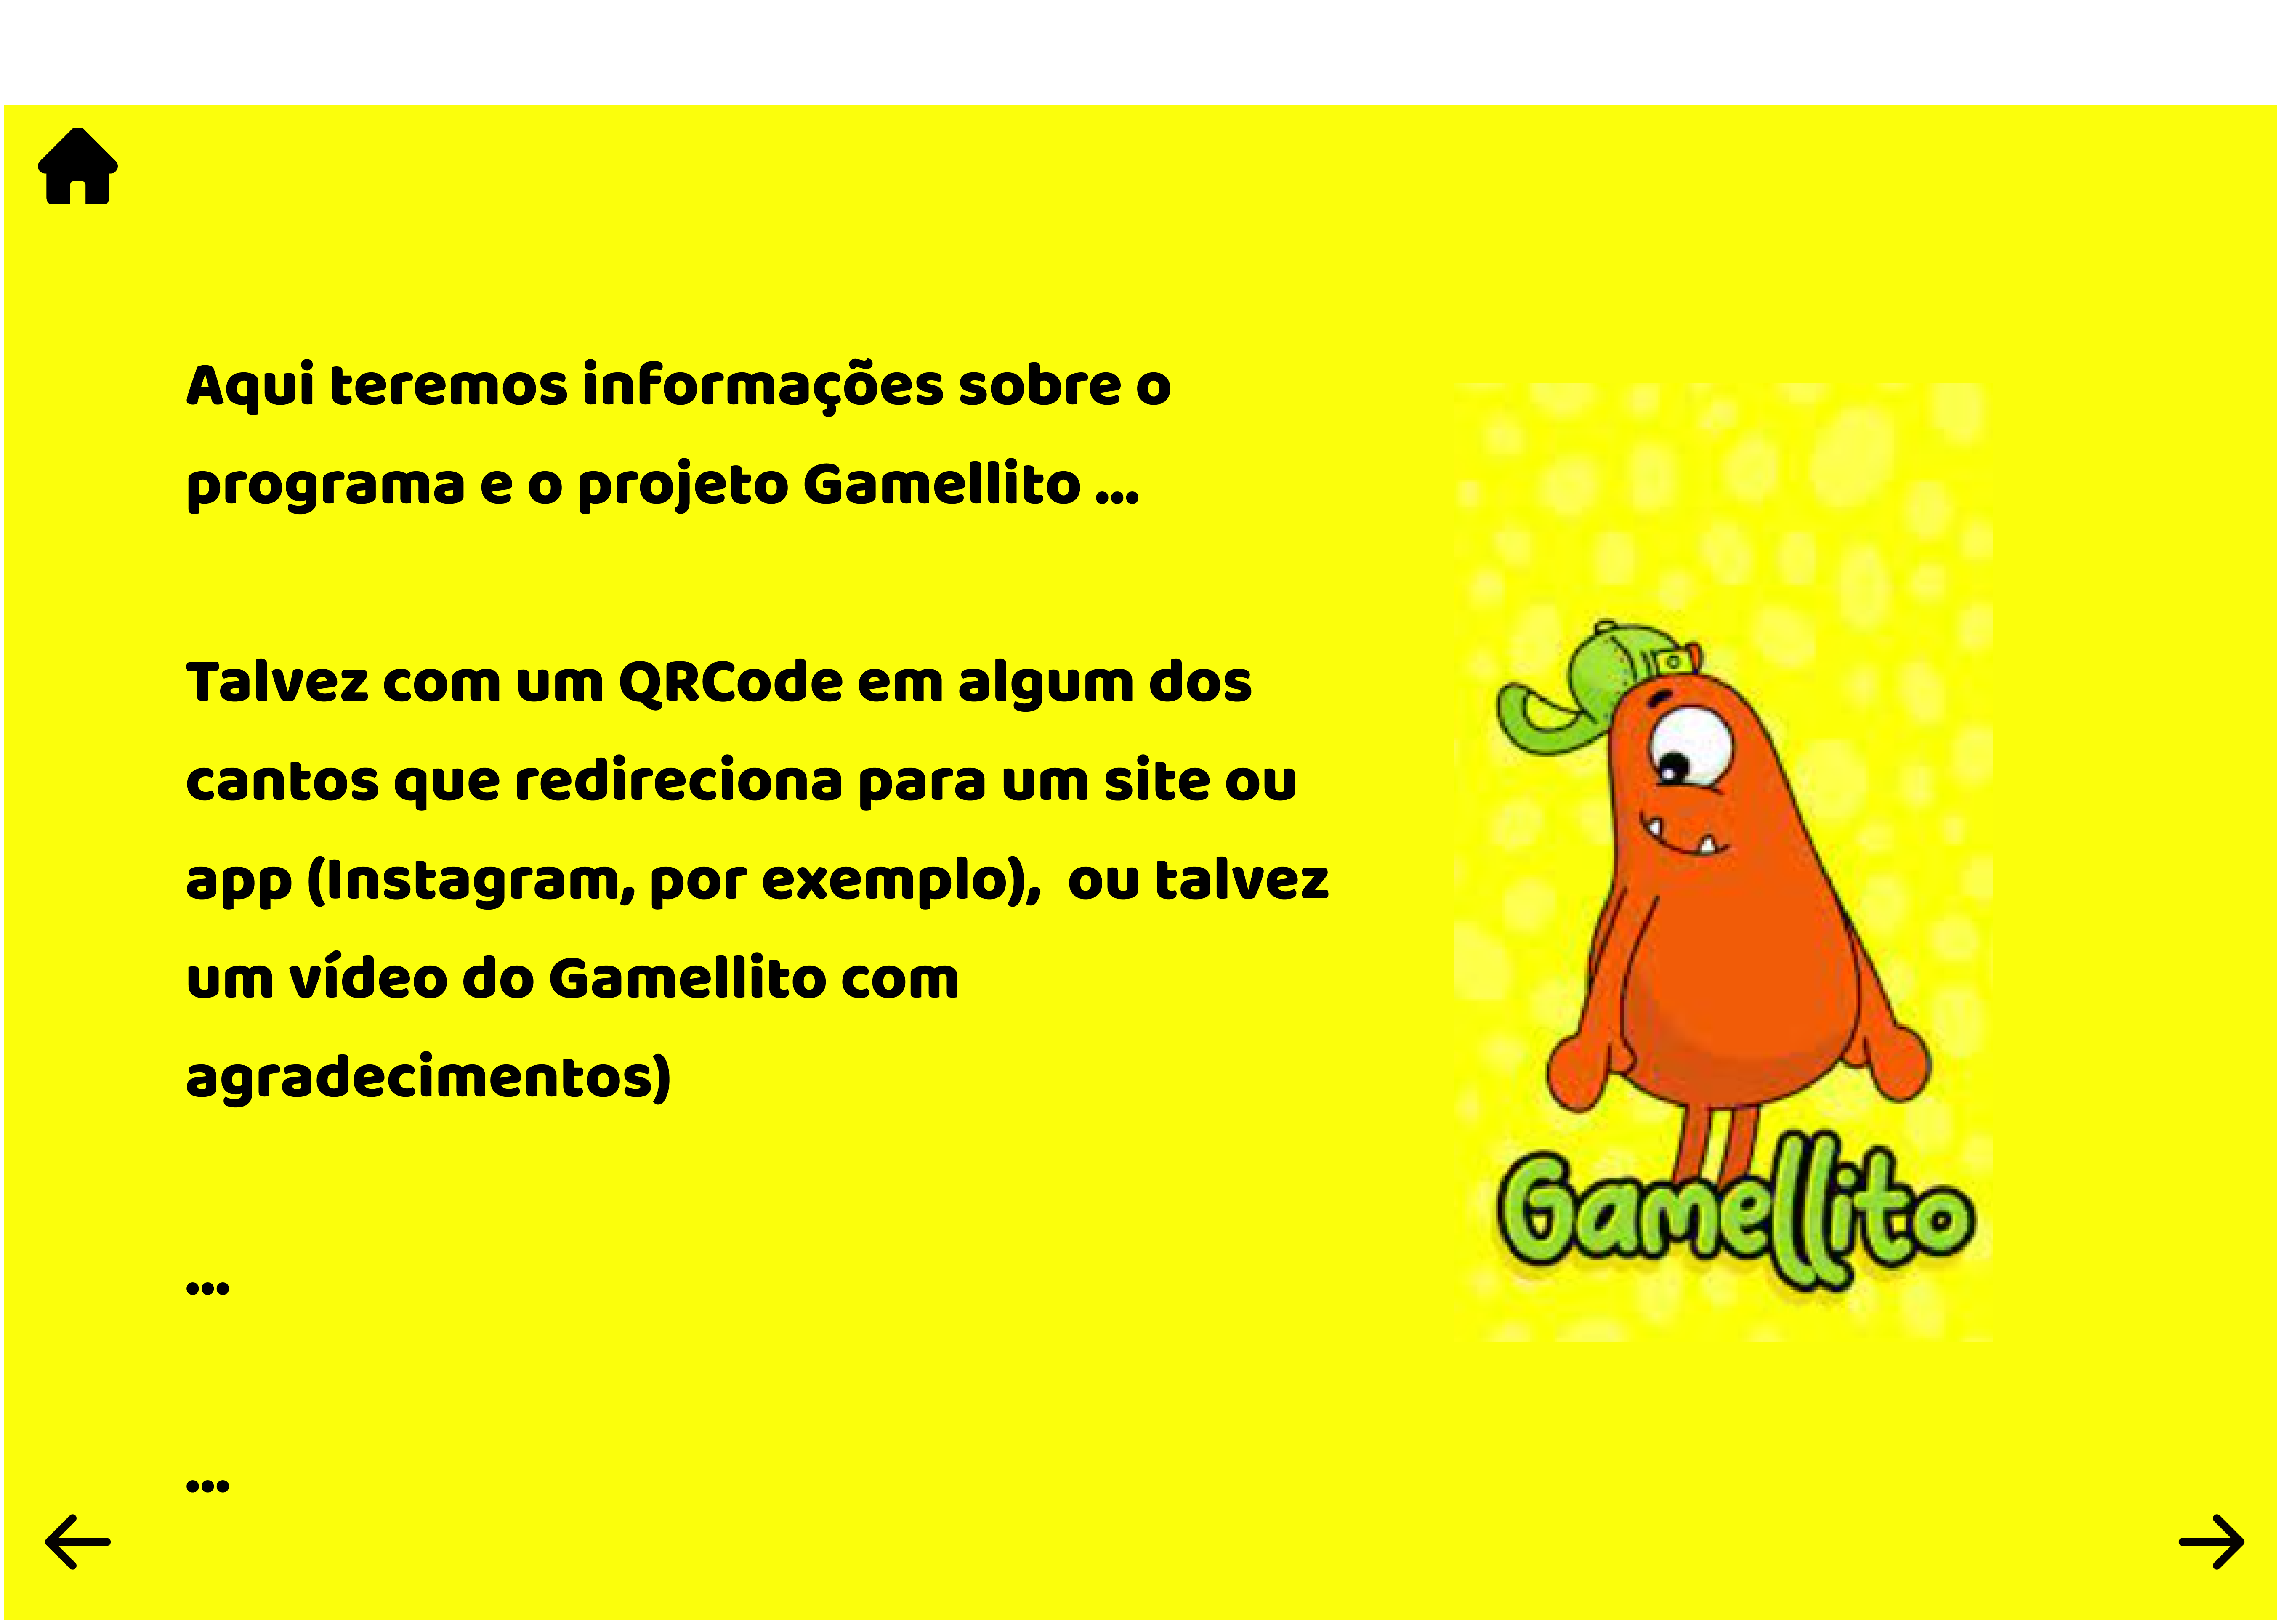 Aqui teremos informações sobre o
programa e o projeto Gamellito ...
Talvez com um QRCode em algum dos
cantos que redireciona para um site ou
app (Instagram, por exemplo),  ou talvez
um vídeo do Gamellito com
agradecimentos)
...
...
Gamellito